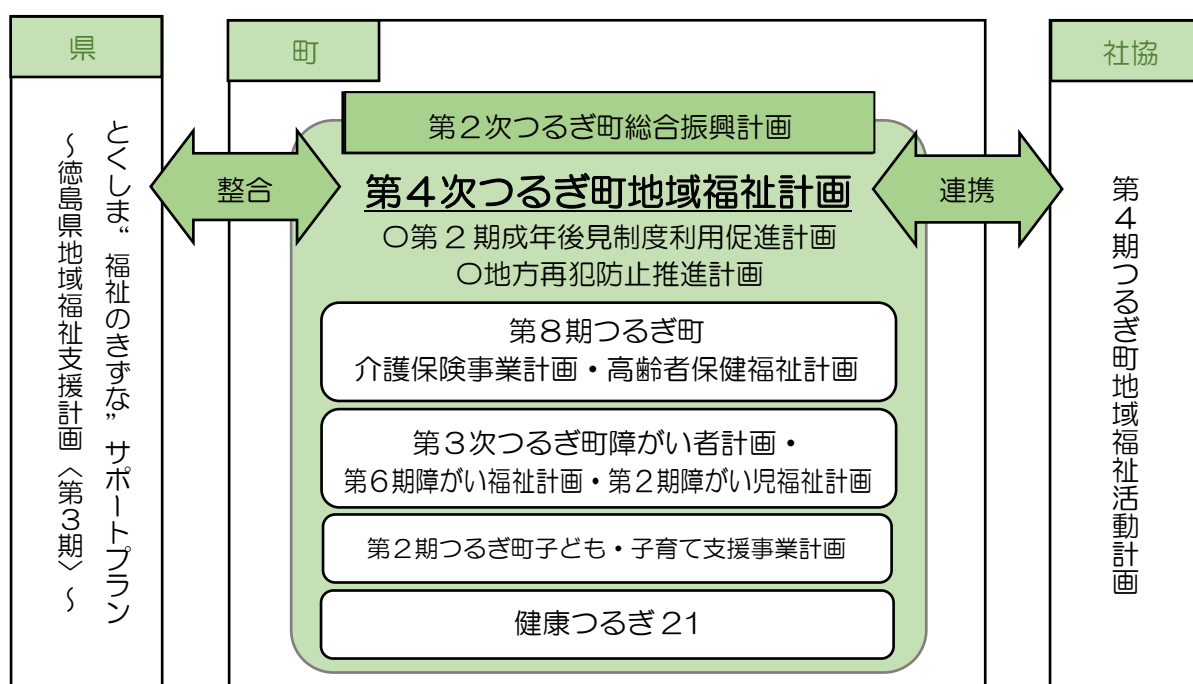 県
とくしま“福祉のきずな”サポートプラン
～徳島県地域福祉支援計画〈第3期〉～
整合
町
第２次つるぎ町総合振興計画
第４次つるぎ町地域福祉計画
○第２期成年後見制度利用促進計画
○地方再犯防止推進計画
第８期つるぎ町
介護保険事業計画・高齢者保健福祉計画
第３次つるぎ町障がい者計画・
第６期障がい福祉計画・第２期障がい児福祉計画
第２期つるぎ町子ども・子育て支援事業計画
健康つるぎ21
連携
社協
第４期つるぎ町地域福祉活動計画